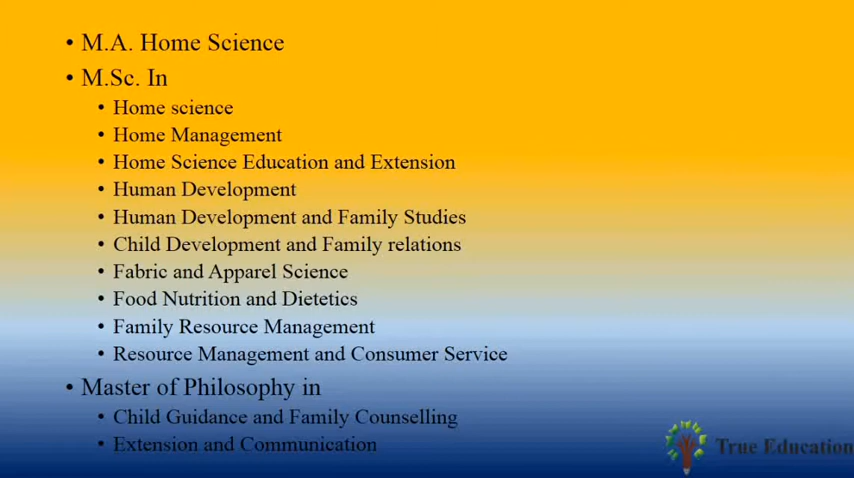 • M.A. Home Science
• M.Sc. In
• Home science
• Home Management
• Home Science Education and Extension
• Human Development
• Human Development and Family Studies
• Child Development and Family relations
• Fabric and Apparel Science
• Food Nutrition and Dietetics
• Family Resource Management
• Resource Management and Consumer Service
• Master of Philosophy in
• Child Guidance and Family Counselling
• Extension and Communication
True Education